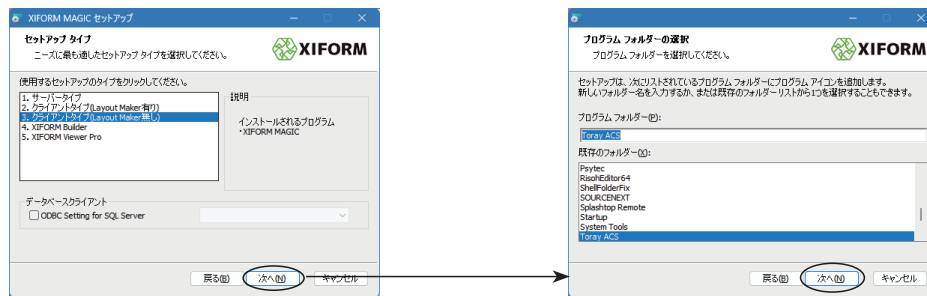 XIFORM MAGIC セットアップ
セットアップ タイプ
ニーズに最も適したセットアップ タイプを選択してください。
XIFORM
使用するセットアップのタイプをクリックしてください。
1. サーバータイプ
2. クライアントタイプ(Layout Maker有り)
3. クライアントタイプ(Layout Maker無し)
4. XIFORM Builder
5. XIFORM Viewer Pro
説明
インストールされるプログラム
・XIFORM MAGIC
データベースクライアント
ODBC Setting for SQL Server
戻る(B)
次へ(N)
キャンセル
プログラム フォルダーの選択
プログラム フォルダーを選択してください。
XIFORM
セットアップは、次にリストされているプログラム フォルダーにプログラム アイコンを追加します。
新しいフォルダー名を入力するか、または既存のフォルダーリストから1つを選択することもできます。
プログラム フォルダー(P):
Toray ACS
既存のフォルダー(X):
Psytec
RisohEditor64
ShellFolderFix
SOURCENEXT
Splashtop Remote
Startup
System Tools
Toray ACS
戻る(B)
次へ(N)
キャンセル